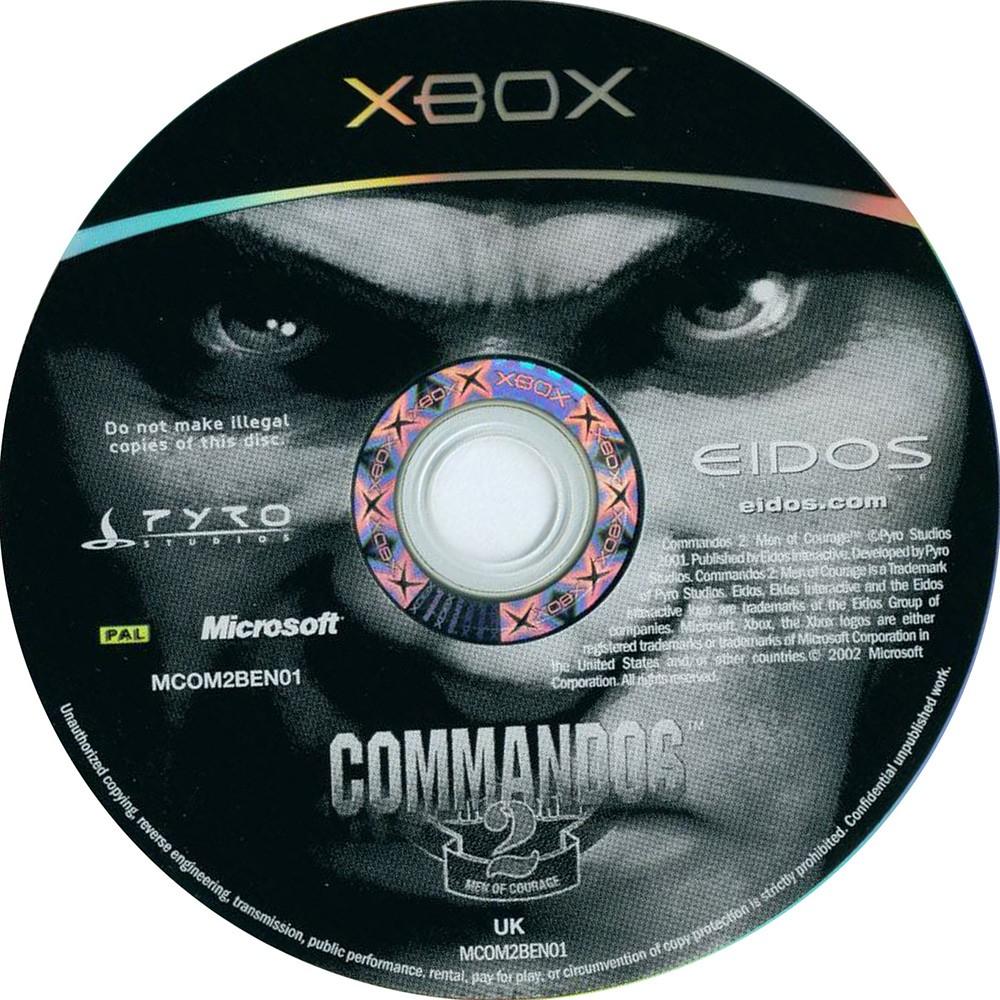 XBOX
Do not make illegal
copies of this disc.
PYRO
STUDIOS
PAL
Microsoft
MCOM2BEN01
XBOX
EIDOS
eidos.com
Commandos 2: Men of Courage™ ©Pyro Studios
2001. Published by Eidos Interactive. Developed by Pyro
Studios. Commandos 2: Men of Courage is a Trademark
of Pyro Studios. Eidos, Eidos Interactive and the Eidos
Interactive logo are trademarks of the Eidos Group of
companies. Microsoft, Xbox, the Xbox logos are either
registered trademarks or trademarks of Microsoft Corporation in
the United States and/or other countries.© 2002 Microsoft
Corporation. All rights reserved.
COMMANDOS™
2
MEN OF COURAGE
UK
MCOM2BEN01
Unauthorized copying, reverse engineering, transmission, public performance, rental, pay for play, or circumvention of copy protection is strictly prohibited. Confidential unpublished work.